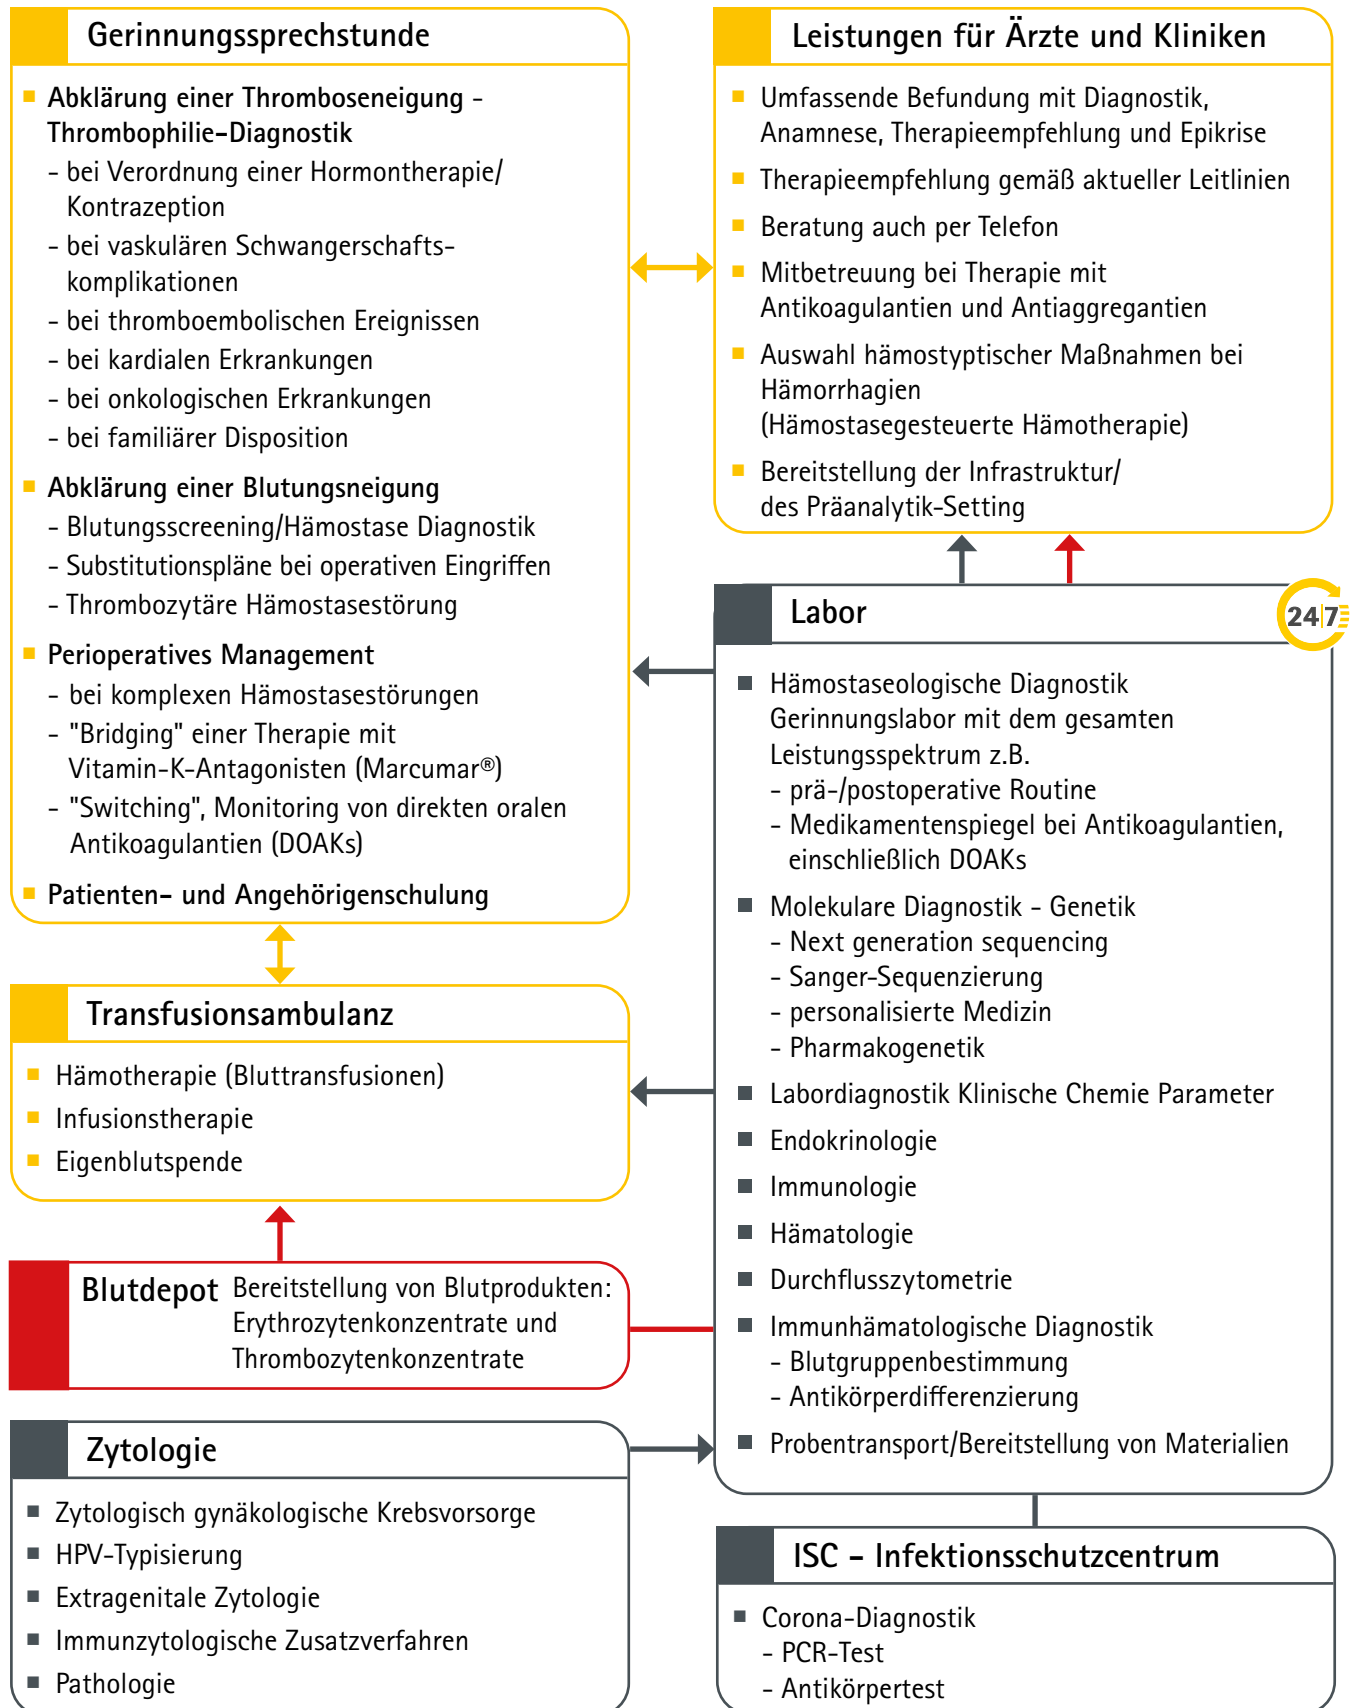 Gerinnungssprechstunde
Abklärung einer Thromboseneigung -
Thrombophilie-Diagnostik
- bei Verordnung einer Hormontherapie/
Kontrazeption
- bei vaskulären Schwangerschafts-
komplikationen
- bei thromboembolischen Ereignissen
- bei kardialen Erkrankungen
- bei onkologischen Erkrankungen
- bei familiärer Disposition
Abklärung einer Blutungsneigung
- Blutungsscreening/Hämostase Diagnostik
- Substitutionspläne bei operativen Eingriffen
- Thrombozytäre Hämostasestörung
Perioperatives Management
- bei komplexen Hämostasestörungen
- "Bridging" einer Therapie mit
Vitamin-K-Antagonisten (Marcumar®)
- "Switching", Monitoring von direkten oralen
Antikoagulantien (DOAKs)
Patienten- und Angehörigenschulung
Leistungen für Ärzte und Kliniken
Umfassende Befundung mit Diagnostik,
Anamnese, Therapieempfehlung und Epikrise
Therapieempfehlung gemäß aktueller Leitlinien
Beratung auch per Telefon
Mitbetreuung bei Therapie mit
Antikoagulantien und Antiaggregantien
Auswahl hämostyptischer Maßnahmen bei
Hämorrhagien
(Hämostasegesteuerte Hämotherapie)
Bereitstellung der Infrastruktur/
des Präanalytik-Setting
Transfusionsambulanz
Hämotherapie (Bluttransfusionen)
Infusionstherapie
Eigenblutspende
Blutdepot Bereitstellung von Blutprodukten:
Erythrozytenkonzentrate und
Thrombozytenkonzentrate
Zytologie
Zytologisch gynäkologische Krebsvorsorge
HPV-Typisierung
Extragenitale Zytologie
Immunzytologische Zusatzverfahren
Pathologie
Labor
24|7
Hämostaseologische Diagnostik
Gerinnungslabor mit dem gesamten
Leistungsspektrum z.B.
- prä-/postoperative Routine
- Medikamentenspiegel bei Antikoagulantien,
einschließlich DOAKs
Molekulare Diagnostik - Genetik
- Next generation sequencing
- Sanger-Sequenzierung
- personalisierte Medizin
- Pharmakogenetik
Labordiagnostik Klinische Chemie Parameter
Endokrinologie
Immunologie
Hämatologie
Durchflusszytometrie
Immunhämatologische Diagnostik
- Blutgruppenbestimmung
- Antikörperdifferenzierung
Probentransport/Bereitstellung von Materialien
ISC - Infektionsschutzcentrum
Corona-Diagnostik
- PCR-Test
- Antikörpertest